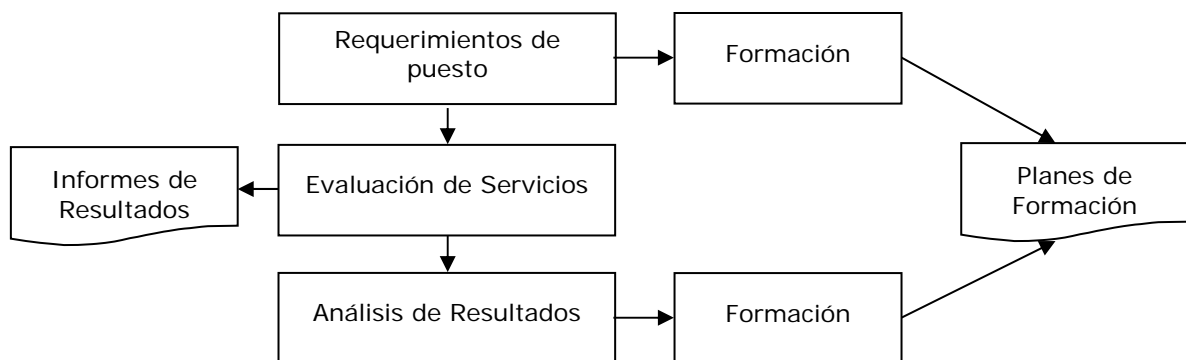 Requerimientos de
puesto
Formación
Informes de
Resultados
Evaluación de Servicios
Planes de
Formación
Análisis de Resultados
Formación